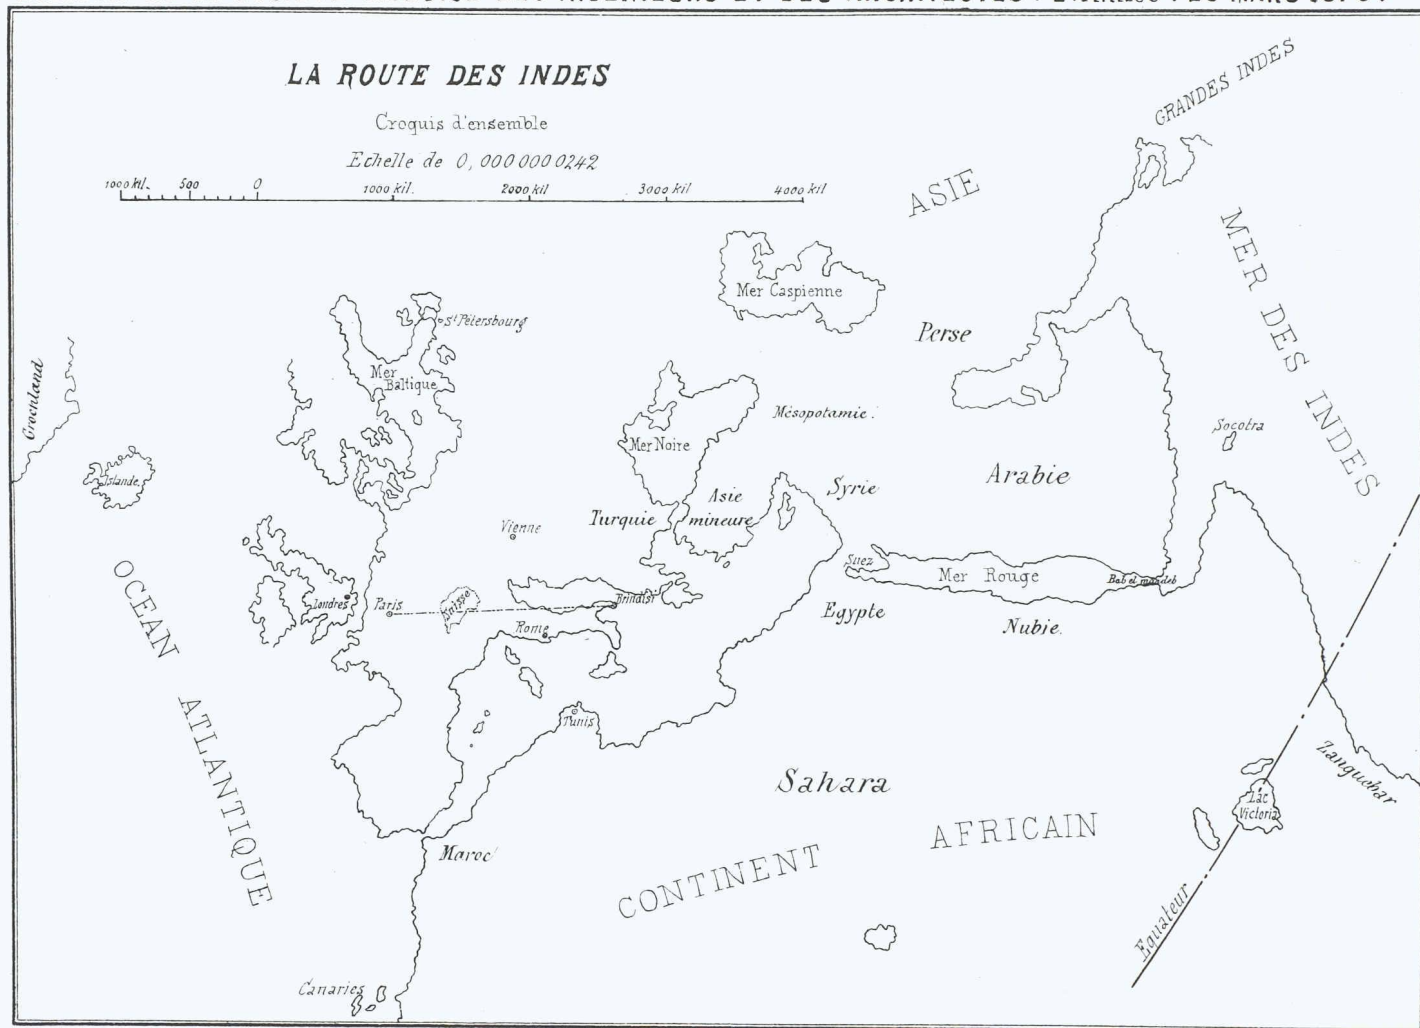 LA ROUTE DES INDES
Croquis d'ensemble
Echelle de 0,0000000242
1000 kil. 500 0 1000 kil. 2000 kil 3000 kil 4000 kil
GRANDES INDES
ASIE
MER DES INDES
Mer Caspienne
Perse
St Pétersbourg
Mer
Baltique
Groenland
Islande.
Mésopotamie.
Mer Noire
Socotra
Arabie
Syrie
Asie
mineure
Turquie
Vienne
Suez
Mer Rouge
Bab el mandeb
Londres
Paris
Suisse
Brindisi
Rome
Egypte
Nubie.
OCEAN ATLANTIQUE
Tunis
Sahara
Zanguebar
Lac
Victoria
CONTINENT AFRICAIN
Maroc
Equateur
Canaries